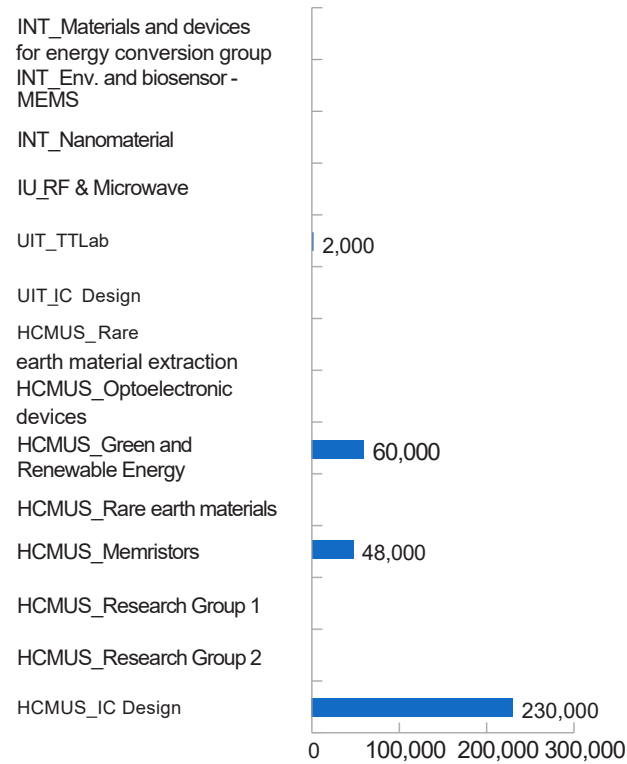 INT_Materials and devices
for energy conversion group
INT_Env. and biosensor -
MEMS
INT_Nanomaterial
IU_RF & Microwave
UIT_TTLab
2,000
UIT_IC Design
HCMUS_Rare
earth material extraction
HCMUS_Optoelectronic
devices
HCMUS_Green and
Renewable Energy
60,000
HCMUS_Rare earth materials
HCMUS_Memristors
48,000
HCMUS_Research Group 1
HCMUS_Research Group 2
HCMUS_IC Design
230,000
0 100,000 200,000 300,000